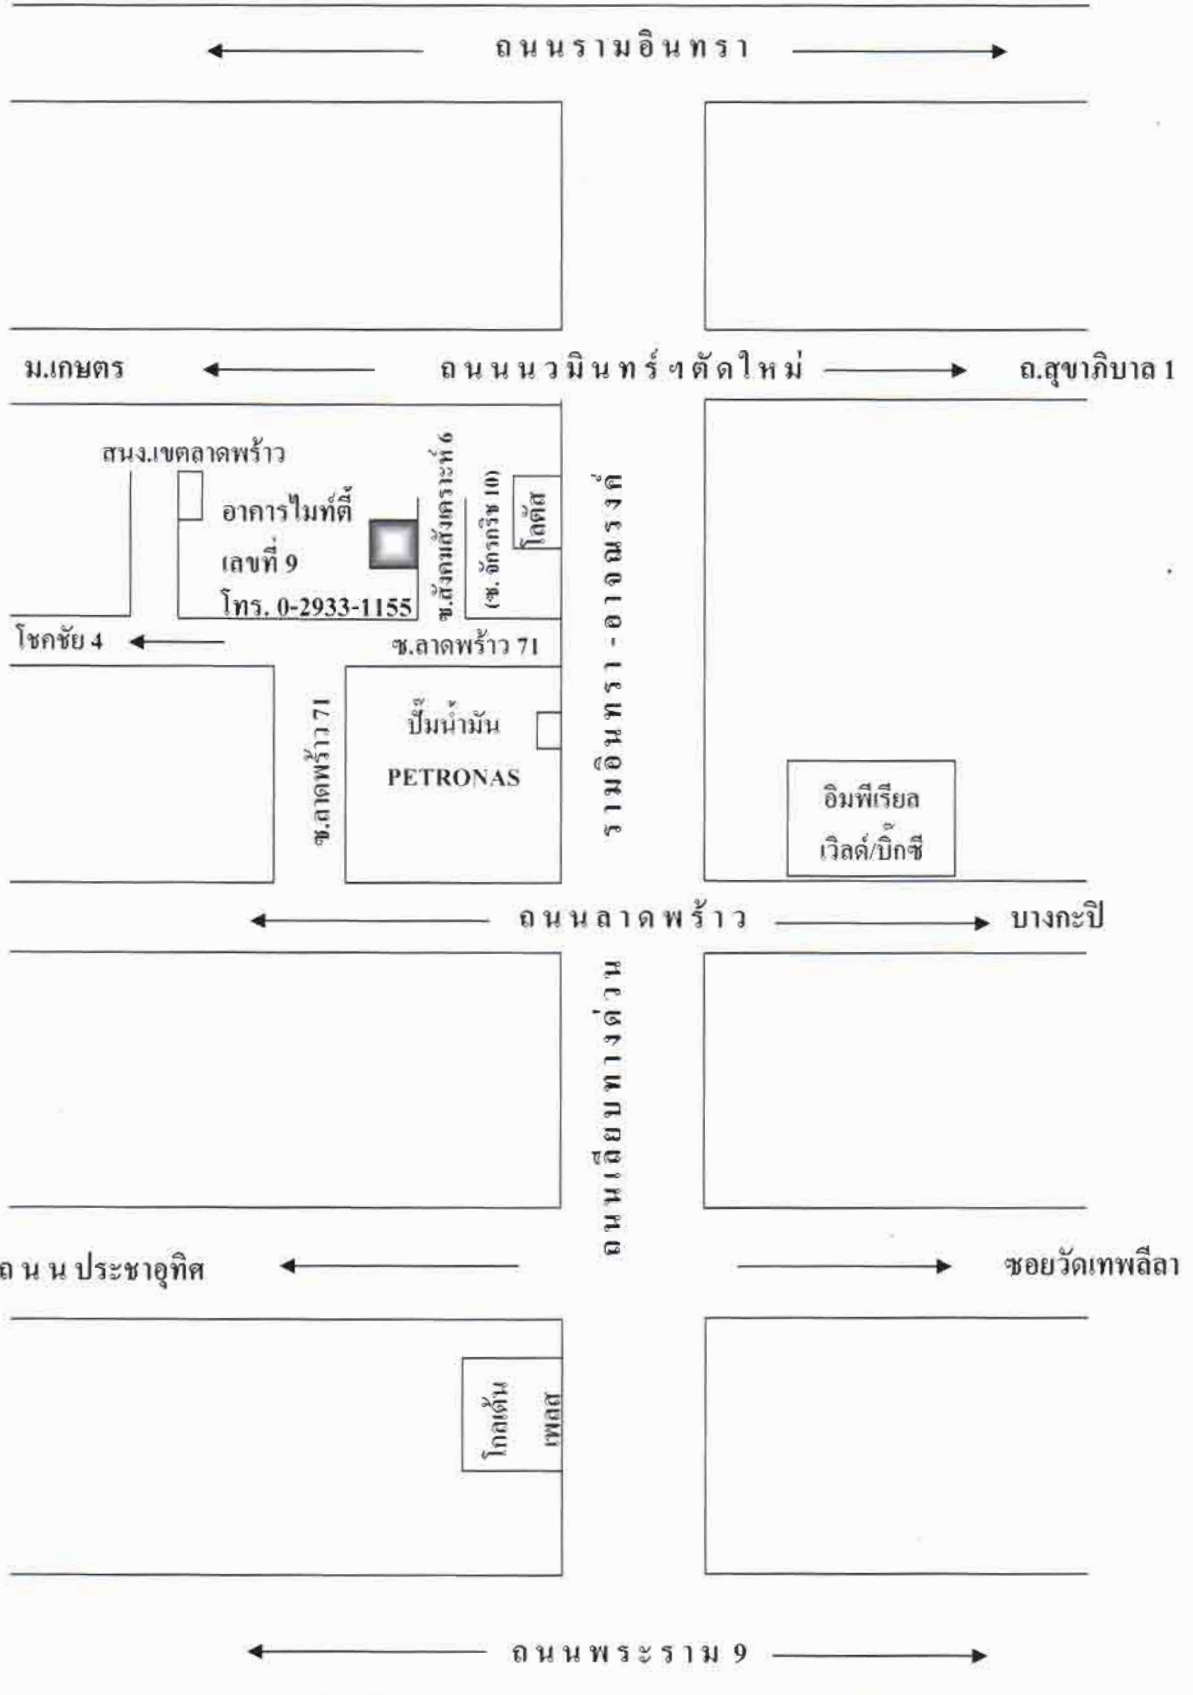 ถนนรามอินทรา
ม.เกษตร
ถนนนวมินทร์ฯตัดใหม่
ถ.สุขาภิบาล 1
สนง.เขตลาดพร้าว
อาคารไมท์ตี้
เลขที่ 9
โทร. 0-2933-1155
ซ.สังคมสังเคราะห์ 6
(ซ. จักรกริช 10)
โลตัส
รามอินทรา-อาจณรงค์
โชคชัย 4
ซ.ลาดพร้าว 71
ซ.ลาดพร้าว 71
ปั๊มน้ำมัน
PETRONAS
อิมพีเรียล
เวิลด์/บิ๊กซี
ถนนลาดพร้าว
บางกะปิ
ถนนเลียบทางด่วน
ถนนประชาอุทิศ
ซอยวัดเทพลีลา
โกลเด้น
เพลส
ถนนพระราม 9